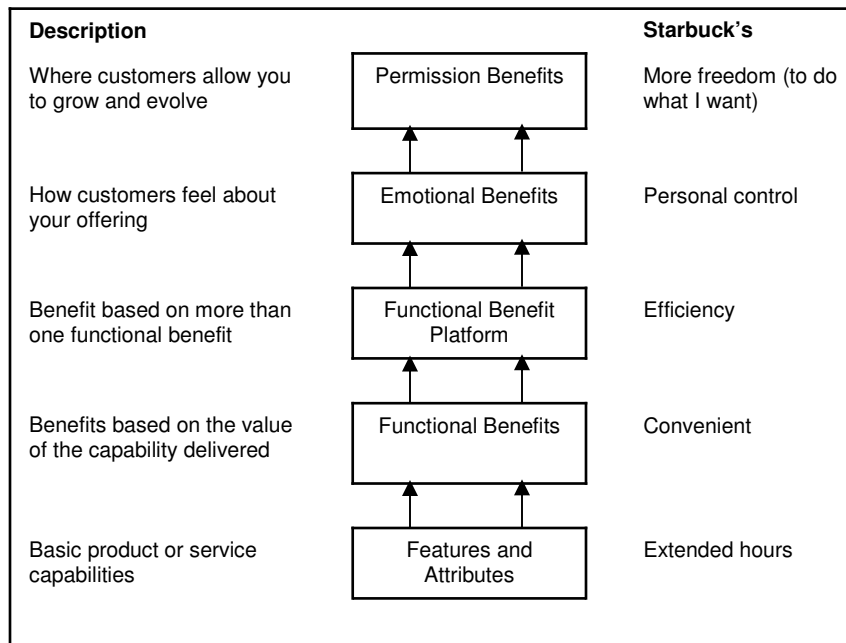 Description
Starbuck's
Where customers allow you
to grow and evolve
Permission Benefits
More freedom (to do
what I want)
How customers feel about
your offering
Emotional Benefits
Personal control
Benefit based on more than
one functional benefit
Functional Benefit
Platform
Efficiency
Benefits based on the value
of the capability delivered
Functional Benefits
Convenient
Basic product or service
capabilities
Features and
Attributes
Extended hours